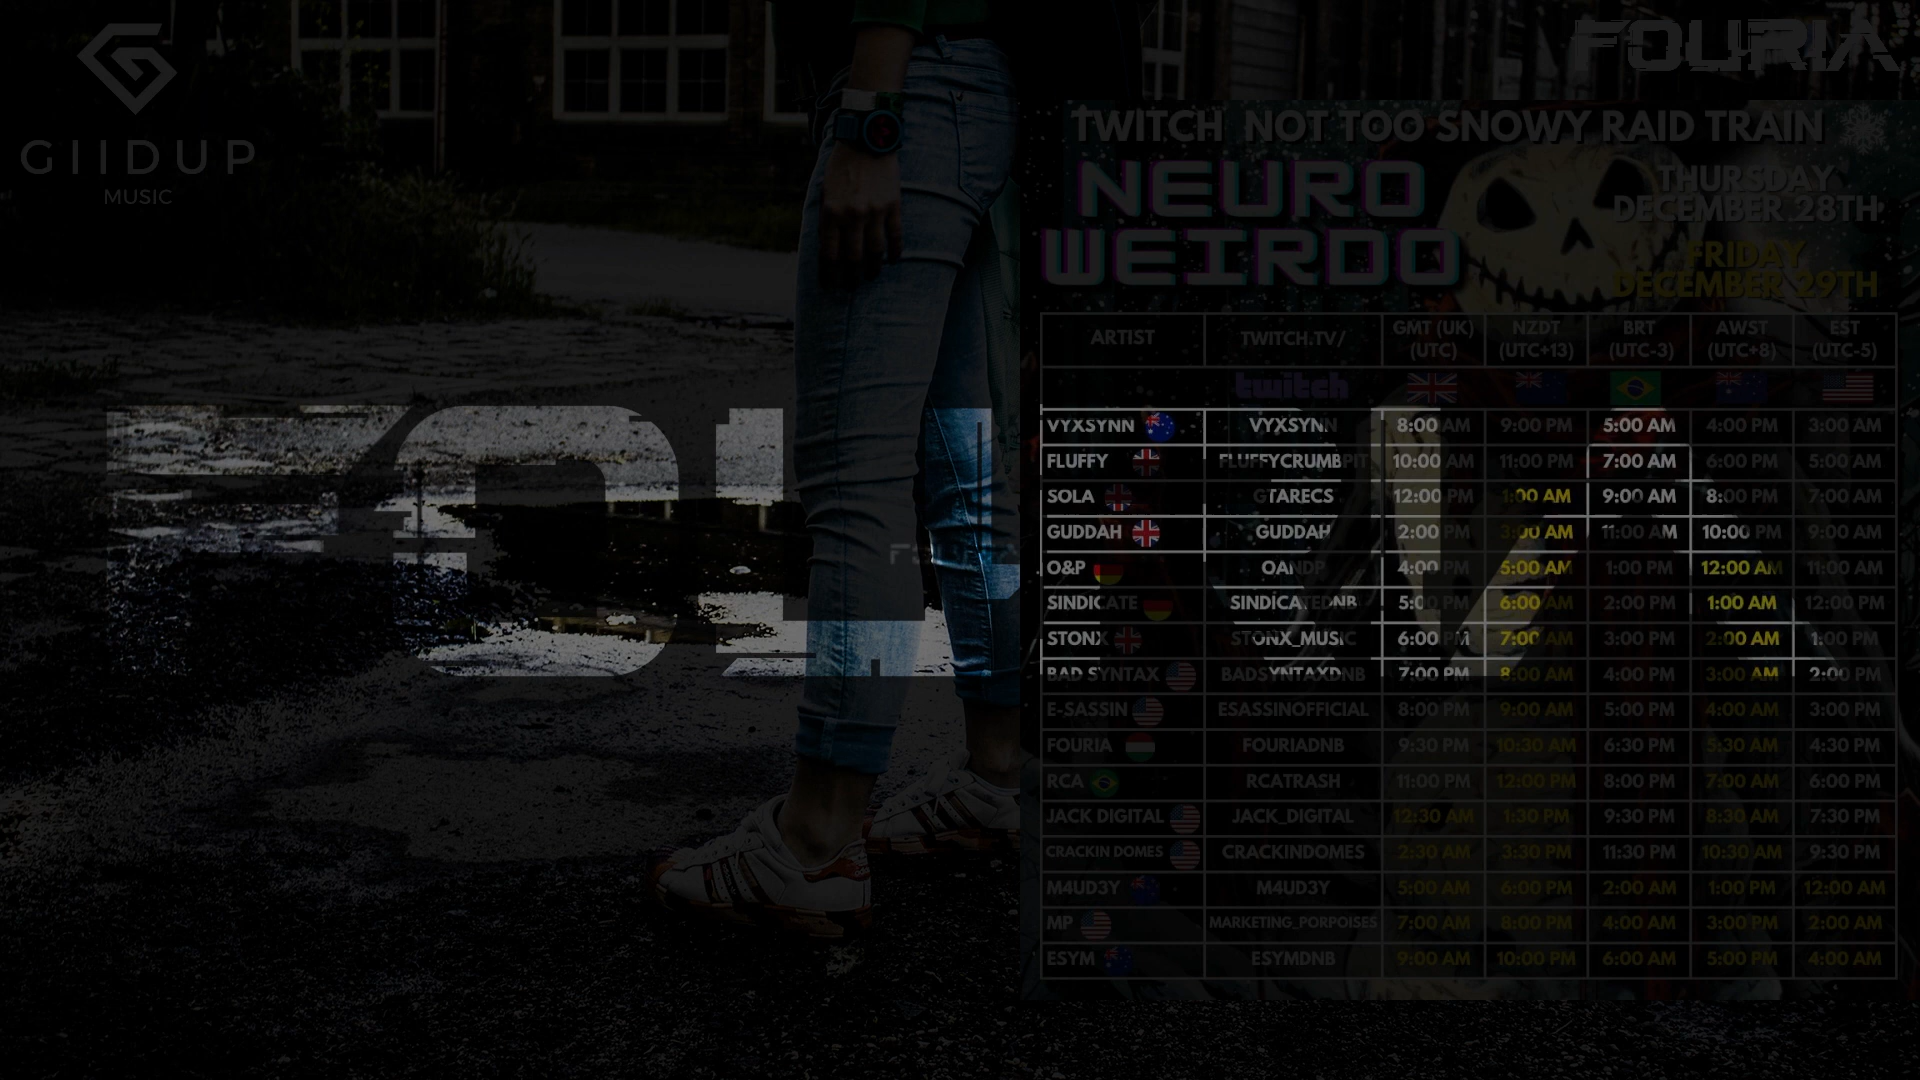 GIIDUP
MUSIC
FOURIA
TWITCH NOT TOO SNOWY RAID TRAIN
NEURO
WEIRDO
THURSDAY
DECEMBER 28TH
FRIDAY
DECEMBER 29TH
ARTIST TWITCH.TV/ GMT (UK) (UTC) NZDT (UTC+13) BRT (UTC-3) AWST (UTC+8) EST (UTC-5)
twitch
VYXSYNN VYXSYNN 8:00 AM 9:00 PM 5:00 AM 4:00 PM 3:00 AM
FLUFFY FLUFFYCRUMBPIT 10:00 AM 11:00 PM 7:00 AM 6:00 PM 5:00 AM
SOLA GTARECS 12:00 PM 1:00 AM 9:00 AM 8:00 PM 7:00 AM
GUDDAH GUDDAH 2:00 PM 3:00 AM 11:00 AM 10:00 PM 9:00 AM
O&P OANDP 4:00 PM 5:00 AM 1:00 PM 12:00 AM 11:00 AM
SINDICATE SINDICATEDNB 5:00 PM 6:00 AM 2:00 PM 1:00 AM 12:00 PM
STONX STONX_MUSIC 6:00 PM 7:00 AM 3:00 PM 2:00 AM 1:00 PM
BAD SYNTAX BADSYNTAXDNB 7:00 PM 8:00 AM 4:00 PM 3:00 AM 2:00 PM
E-SASSIN ESASSINOFFICIAL 8:00 PM 9:00 AM 5:00 PM 4:00 AM 3:00 PM
FOURIA FOURIADNB 9:30 PM 10:30 AM 6:30 PM 5:30 AM 4:30 PM
RCA RCATRASH 11:00 PM 12:00 PM 8:00 PM 7:00 AM 6:00 PM
JACK DIGITAL JACK_DIGITAL 12:30 AM 1:30 PM 9:30 PM 8:30 AM 7:30 PM
CRACKIN DOMES CRACKINDOMES 2:30 AM 3:30 PM 11:30 PM 10:30 AM 9:30 PM
M4UD3Y M4UD3Y 5:00 AM 6:00 PM 2:00 AM 1:00 PM 12:00 AM
MP MARKETING_PORPOISES 7:00 AM 8:00 PM 4:00 AM 3:00 PM 2:00 AM
ESYM ESYMDNB 9:00 AM 10:00 PM 6:00 AM 5:00 PM 4:00 AM